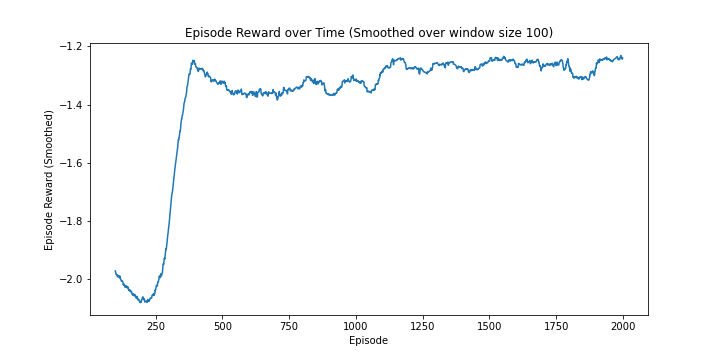 Episode Reward over Time (Smoothed over window size 100)
−1.2
−1.4
−1.6
−1.8
−2.0
Episode Reward (Smoothed)
250 500 750 1000 1250 1500 1750 2000
Episode